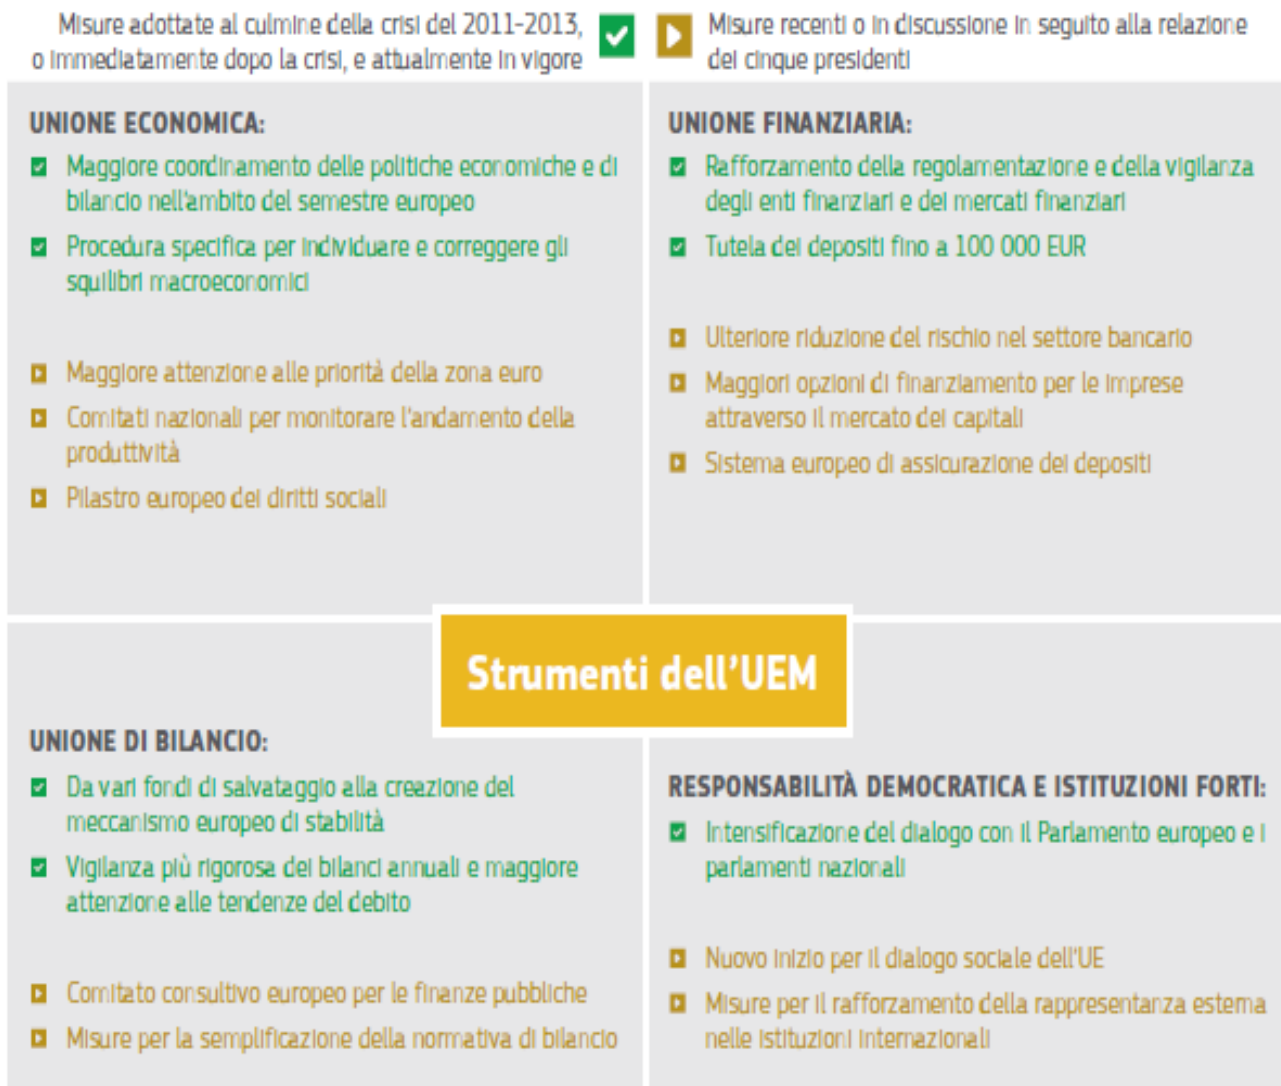 Misure adottate al culmine della crisi del 2011-2013,
o immediatamente dopo la crisi, e attualmente in vigore
Misure recenti o in discussione in seguito alla relazione
dei cinque presidenti
UNIONE ECONOMICA:
Maggiore coordinamento delle politiche economiche e di
bilancio nell'ambito del semestre europeo
Procedura specifica per individuare e correggere gli
squilibri macroeconomici
Maggiore attenzione alle priorità della zona euro
Comitati nazionali per monitorare l'andamento della
produttività
Pilastro europeo dei diritti sociali
UNIONE FINANZIARIA:
Rafforzamento della regolamentazione e della vigilanza
degli enti finanziari e dei mercati finanziari
Tutela dei depositi fino a 100 000 EUR
Ulteriore riduzione del rischio nel settore bancario
Maggiori opzioni di finanziamento per le imprese
attraverso il mercato dei capitali
Sistema europeo di assicurazione dei depositi
Strumenti dell'UEM
UNIONE DI BILANCIO:
Da vari fondi di salvataggio alla creazione del
meccanismo europeo di stabilità
Vigilanza più rigorosa dei bilanci annuali e maggiore
attenzione alle tendenze del debito
Comitato consultivo europeo per le finanze pubbliche
Misure per la semplificazione della normativa di bilancio
RESPONSABILITÀ DEMOCRATICA E ISTITUZIONI FORTI:
Intensificazione del dialogo con il Parlamento europeo e i
parlamenti nazionali
Nuovo inizio per il dialogo sociale dell'UE
Misure per il rafforzamento della rappresentanza esterna
nelle istituzioni internazionali